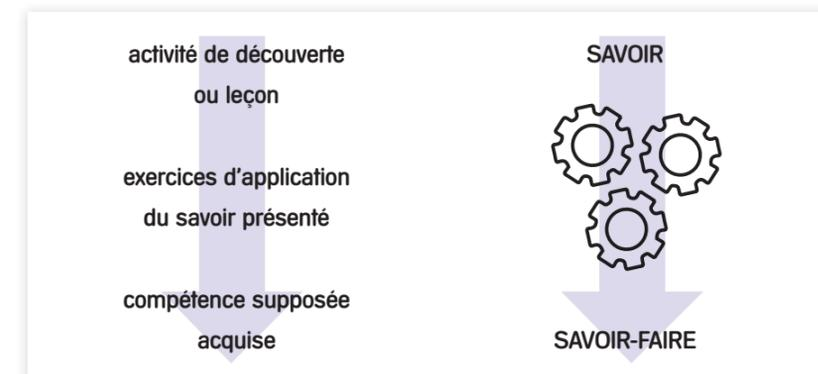 activité de découverte
ou leçon
exercices d'application
du savoir présenté
compétence supposée
acquise
SAVOIR
SAVOIR-FAIRE